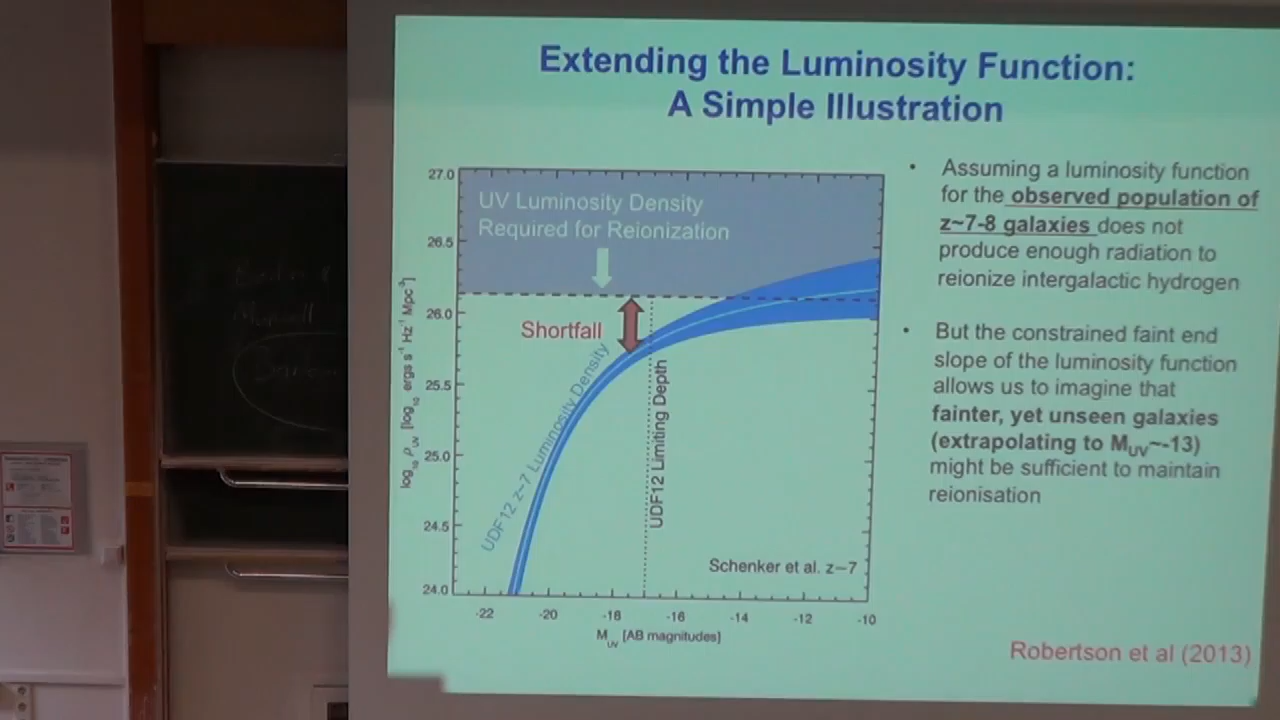 Extending the Luminosity Function:
A Simple Illustration
27.0
26.5
26.0
25.5
25.0
24.5
24.0
log₁₀ ρ_UV [log₁₀ ergs s⁻¹ Hz⁻¹ Mpc⁻³]
UV Luminosity Density
Required for Reionization
Shortfall
UDF12 z~7 Luminosity Density
UDF12 Limiting Depth
Schenker et al. z~7
-22 -20 -18 -16 -14 -12 -10
M_UV [AB magnitudes]
• Assuming a luminosity function
for the observed population of
z~7-8 galaxies does not
produce enough radiation to
reionize intergalactic hydrogen
• But the constrained faint end
slope of the luminosity function
allows us to imagine that
fainter, yet unseen galaxies
(extrapolating to M_UV~-13)
might be sufficient to maintain
reionisation
Robertson et al (2013)